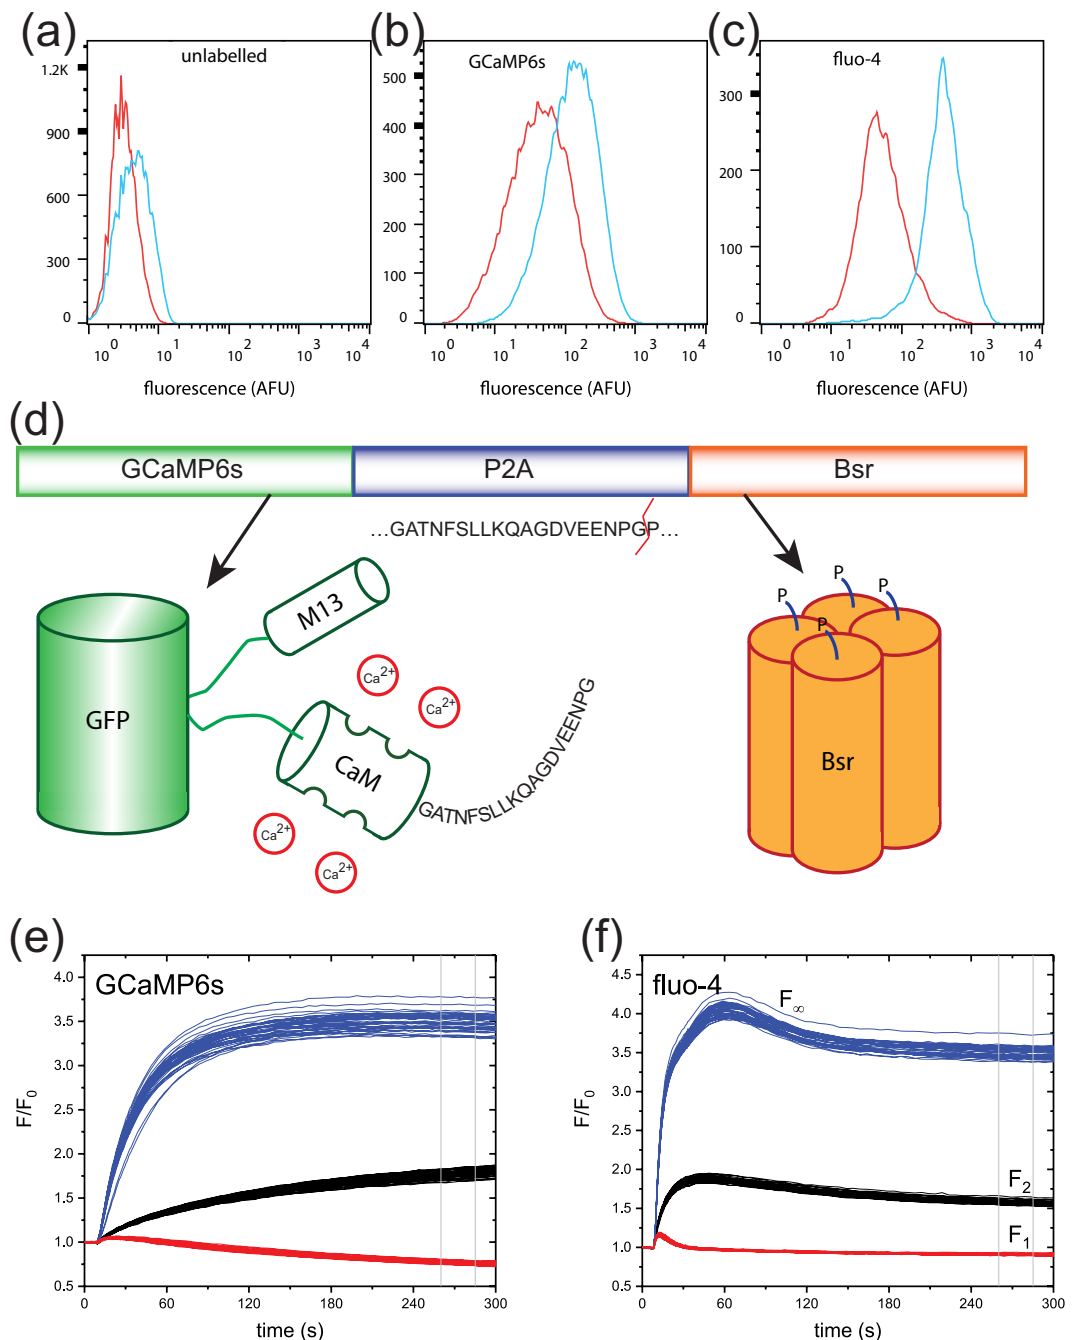 (a) (b) (c)
unlabelled
GCaMP6s
fluo-4
1.2K
900
600
300
0
500
400
300
200
100
0
300
200
100
0
10^0 10^1 10^2 10^3 10^4
10^0 10^1 10^2 10^3 10^4
10^0 10^1 10^2 10^3 10^4
fluorescence (AFU) fluorescence (AFU) fluorescence (AFU)
(d)
GCaMP6s P2A Bsr
...GATNFSLLKQAGDVEENPGP...
P P
P P
M13
Ca2+
Ca2+
GFP
CaM
Bsr
GATNFSLLKQAGDVEENPG
Ca2+
Ca2+
(e) (f)
GCaMP6s
4.0
3.5
3.0
2.5
2.0
1.5
1.0
0.5
F/F0
0 60 120 180 240 300
time (s)
fluo-4
4.5
4.0
3.5
3.0
2.5
2.0
1.5
1.0
0.5
F/F0
F∞
F2
F1
0 60 120 180 240 300
time (s)